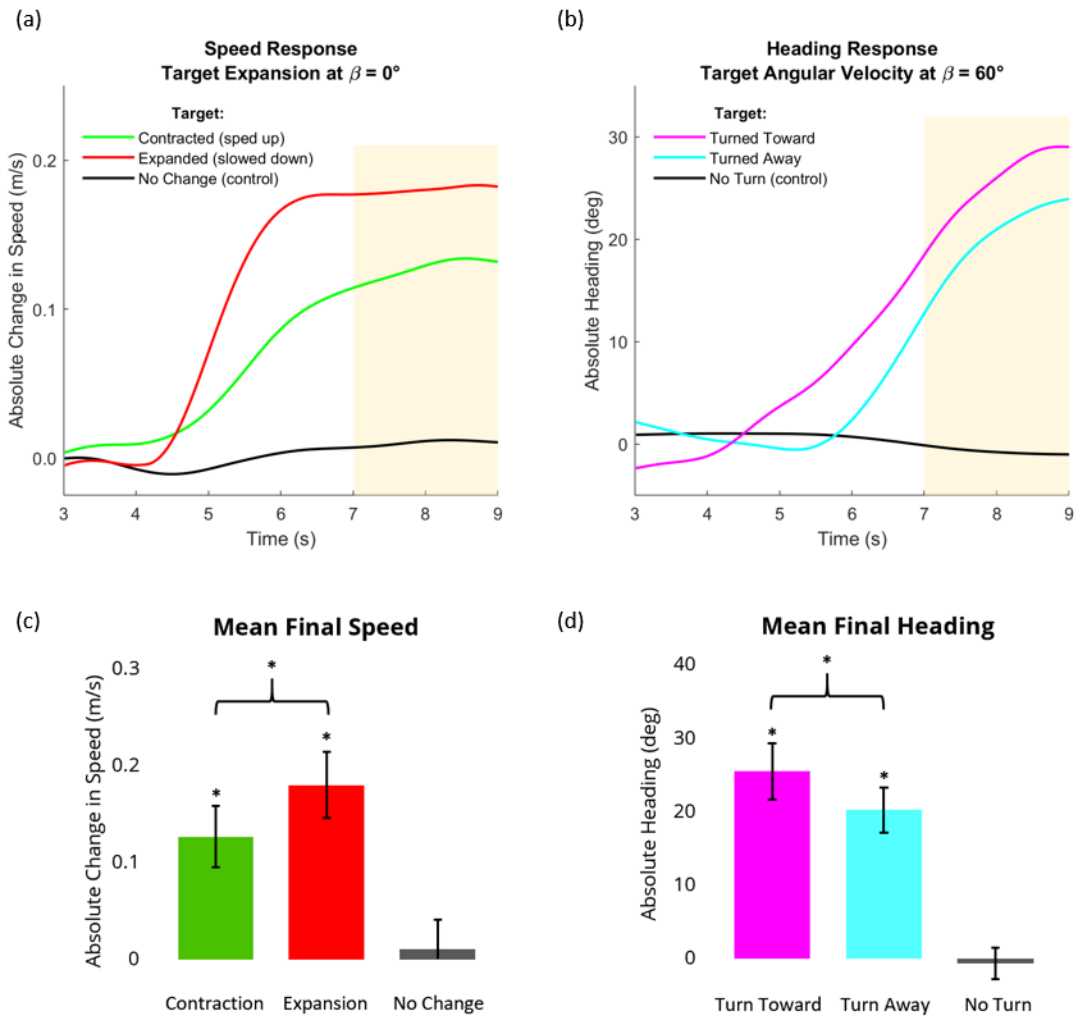 (a)
Speed Response
Target Expansion at β = 0°
Target:
Contracted (sped up)
Expanded (slowed down)
No Change (control)
Absolute Change in Speed (m/s)
0.2
0.1
0.0
3 4 5 6 7 8 9
Time (s)
(b)
Heading Response
Target Angular Velocity at β = 60°
Target:
Turned Toward
Turned Away
No Turn (control)
Absolute Heading (deg)
30
20
10
0
3 4 5 6 7 8 9
Time (s)
(c)
Mean Final Speed
Absolute Change in Speed (m/s)
0.3
0.2
0.1
0
*
*
*
Contraction Expansion No Change
(d)
Mean Final Heading
Absolute Heading (deg)
40
30
20
10
0
*
*
*
Turn Toward Turn Away No Turn